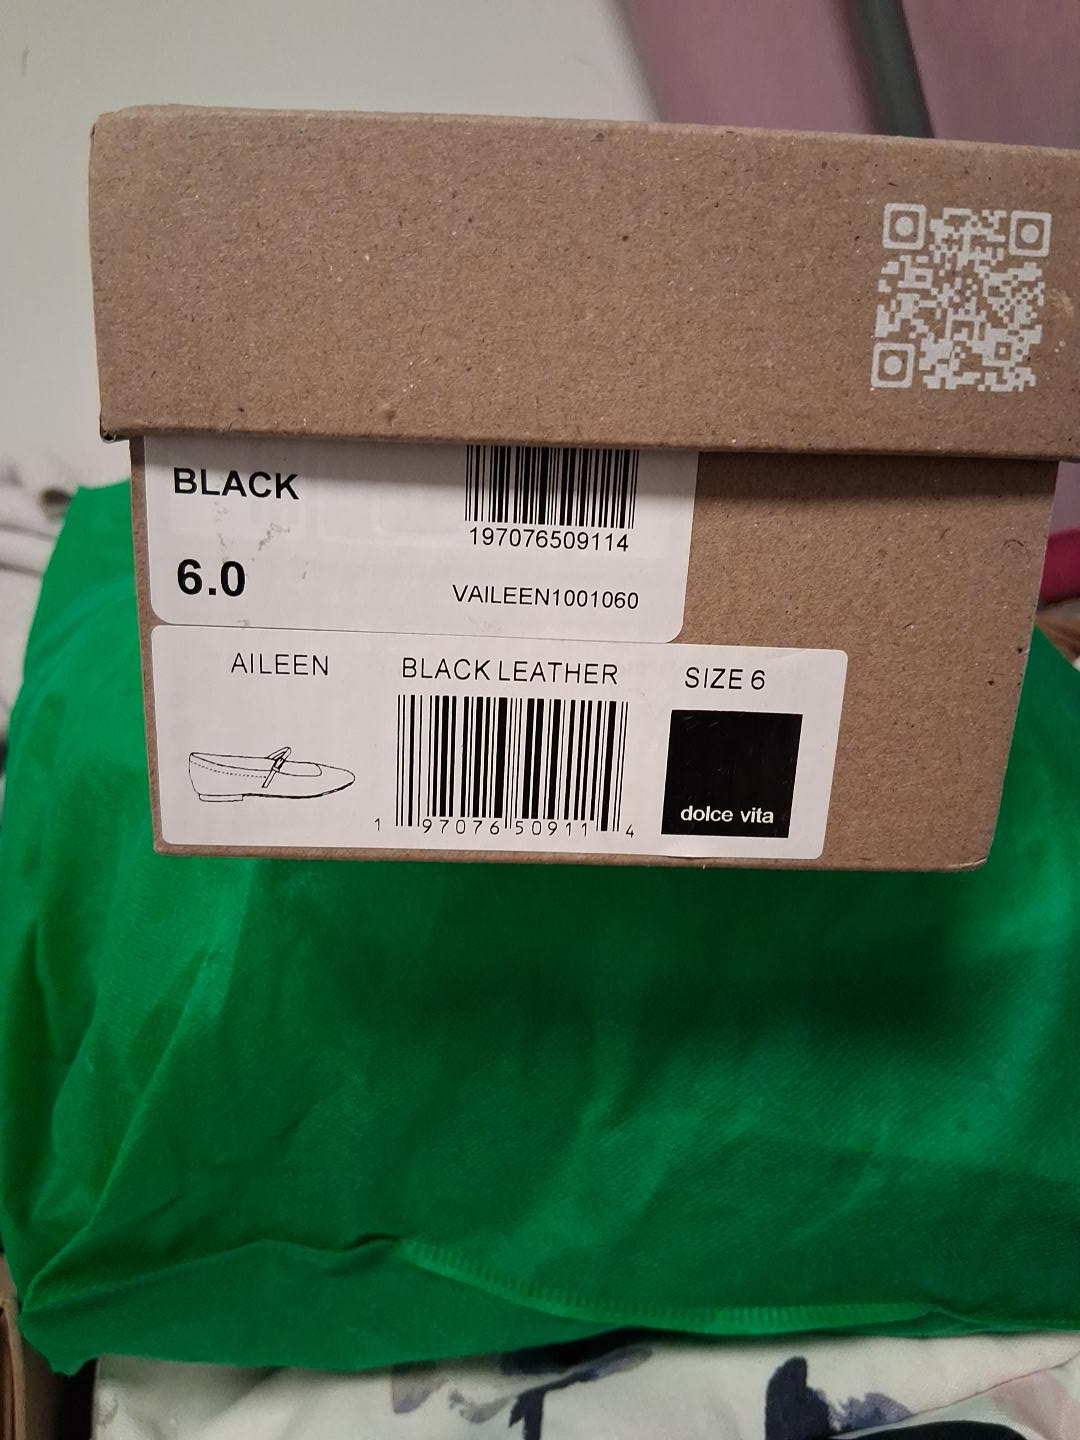 BLACK
197076509114
6.0
VAILEEN1001060
AILEEN
BLACK LEATHER
SIZE 6
dolce vita
1 97076 50911 4